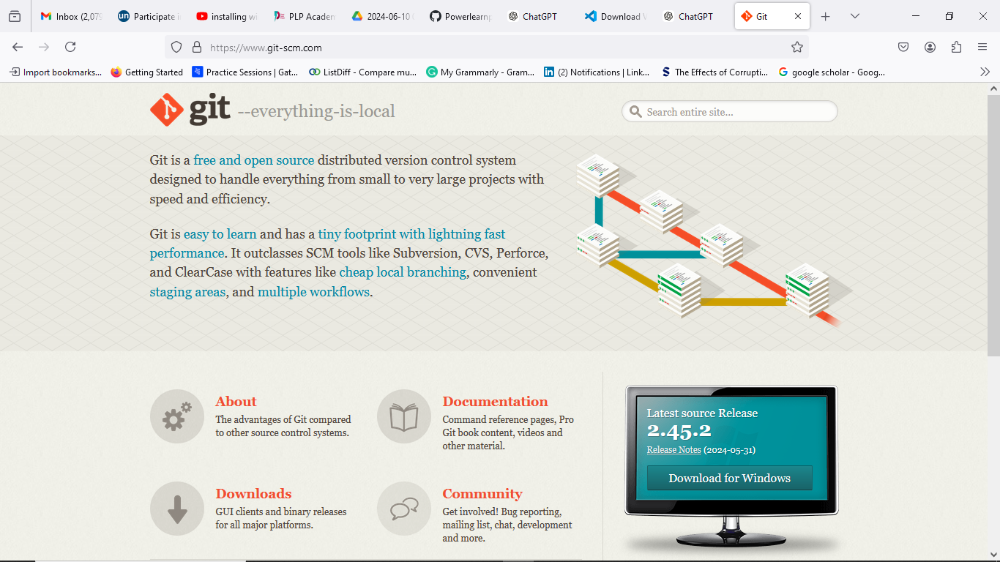 Inbox (2,079
Participate in
installing wi
PLP Academ
2024-06-10
Powerlearnp
ChatGPT
Download V
ChatGPT
Git
https://www.git-scm.com
Import bookmarks...
Getting Started
Practice Sessions | Gat...
ListDiff - Compare mu...
My Grammarly - Gram...
(2) Notifications | Link...
The Effects of Corrupti...
google scholar - Goog...
git --everything-is-local
Search entire site...
Git is a free and open source distributed version control system
designed to handle everything from small to very large projects with
speed and efficiency.
Git is easy to learn and has a tiny footprint with lightning fast
performance. It outclasses SCM tools like Subversion, CVS, Perforce,
and ClearCase with features like cheap local branching, convenient
staging areas, and multiple workflows.
About
The advantages of Git compared
to other source control systems.
Documentation
Command reference pages, Pro
Git book content, videos and
other material.
Downloads
GUI clients and binary releases
for all major platforms.
Community
Get involved! Bug reporting,
mailing list, chat, development
and more.
Latest source Release
2.45.2
Release Notes (2024-05-31)
Download for Windows